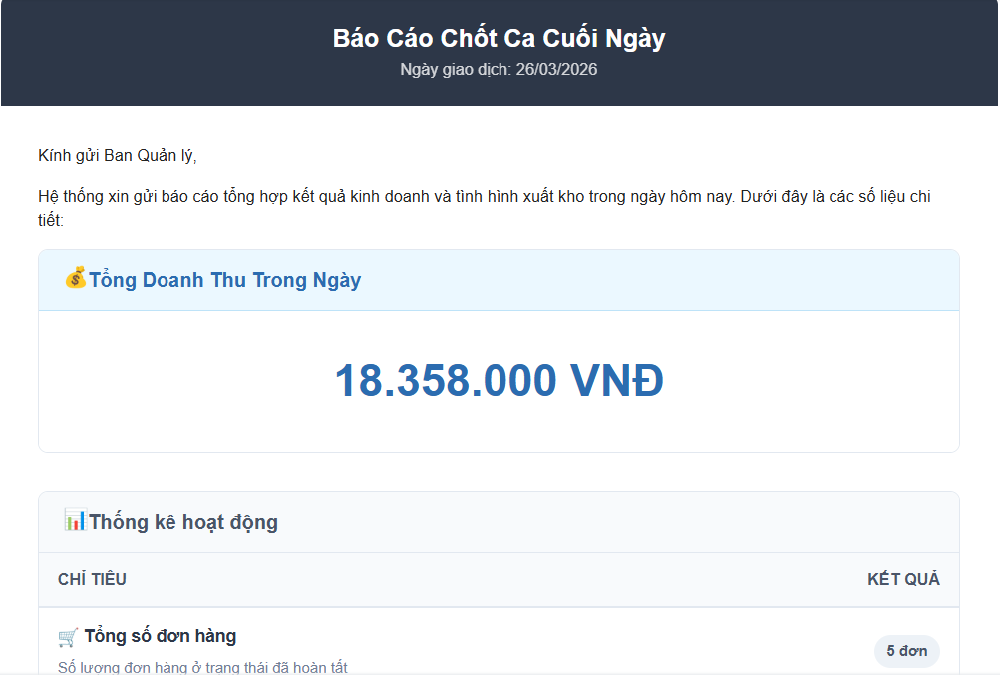 Báo Cáo Chốt Ca Cuối Ngày
Ngày giao dịch: 26/03/2026
Kính gửi Ban Quản lý,
Hệ thống xin gửi báo cáo tổng hợp kết quả kinh doanh và tình hình xuất kho trong ngày hôm nay. Dưới đây là các số liệu chi
tiết:
Tổng Doanh Thu Trong Ngày
18.358.000 VNĐ
Thống kê hoạt động
CHỈ TIÊU KẾT QUẢ
Tổng số đơn hàng
5 đơn
Số lượng đơn hàng ở trạng thái đã hoàn tất